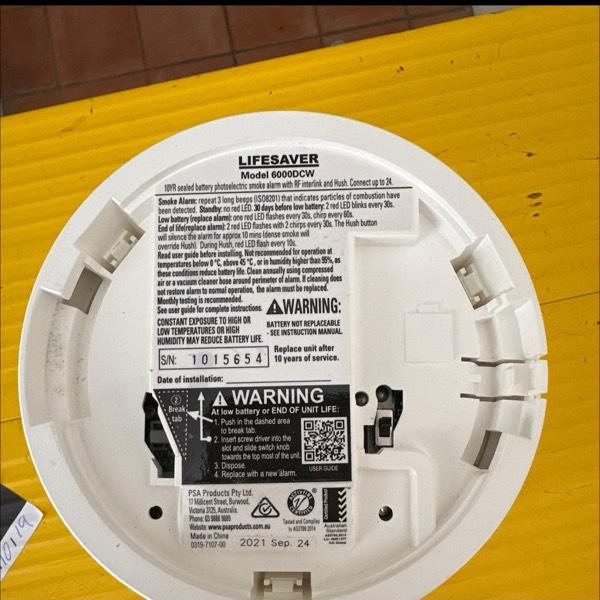 LIFESAVER
Model 6000DCW
10YR sealed battery photoelectric smoke alarm with RF interlink and Hush. Connect up to 24.
Smoke Alarm: repeat 3 long beeps (ISO8201) that indicates particles of combustion have
been detected. Standby: no red LED. 30 days before low battery: 2 red LED blinks every 30s.
Low battery (replace alarm): one red LED flashes every 30s, chirp every 60s.
End of life(replace alarm): 2 red LED flashes with 2 chirps every 30s. The Hush button
will silence the alarm for approx 10 mins (dense smoke will
override Hush). During Hush, red LED flash every 10s.
Read user guide before installing. Not recommended for operation at
temperatures below 0°C, above 45°C, or in humidity higher than 95%, as
these conditions reduce battery life. Clean annually using compressed
air or a vacuum cleaner hose around perimeter of alarm. If cleaning does
not restore alarm to normal operation, the alarm must be replaced.
Monthly testing is recommended.
See user guide for complete instructions.
WARNING:
CONSTANT EXPOSURE TO HIGH OR
LOW TEMPERATURES OR HIGH
HUMIDITY MAY REDUCE BATTERY LIFE.
BATTERY NOT REPLACEABLE
- SEE INSTRUCTION MANUAL
S/N: 1015654
Replace unit after
10 years of service.
Date of installation:
2
Break
tab
WARNING
At low battery or END OF UNIT LIFE:
1. Push in the dashed area
to break tab.
2. Insert screw driver into the
slot and slide switch knob
towards the top most of the unit.
3. Dispose.
4. Replace with a new alarm.
USER GUIDE
PSA Products Pty Ltd.
17 Millicent Street, Burwood,
Victoria 3125, Australia.
Phone: 03 9888 9889
Website: www.psaproducts.com.au
Made in China
0319-7107-00
2021 Sep. 24
Tested and Complies
to AS3786:2014
Australian
Standard
AS3786:2014